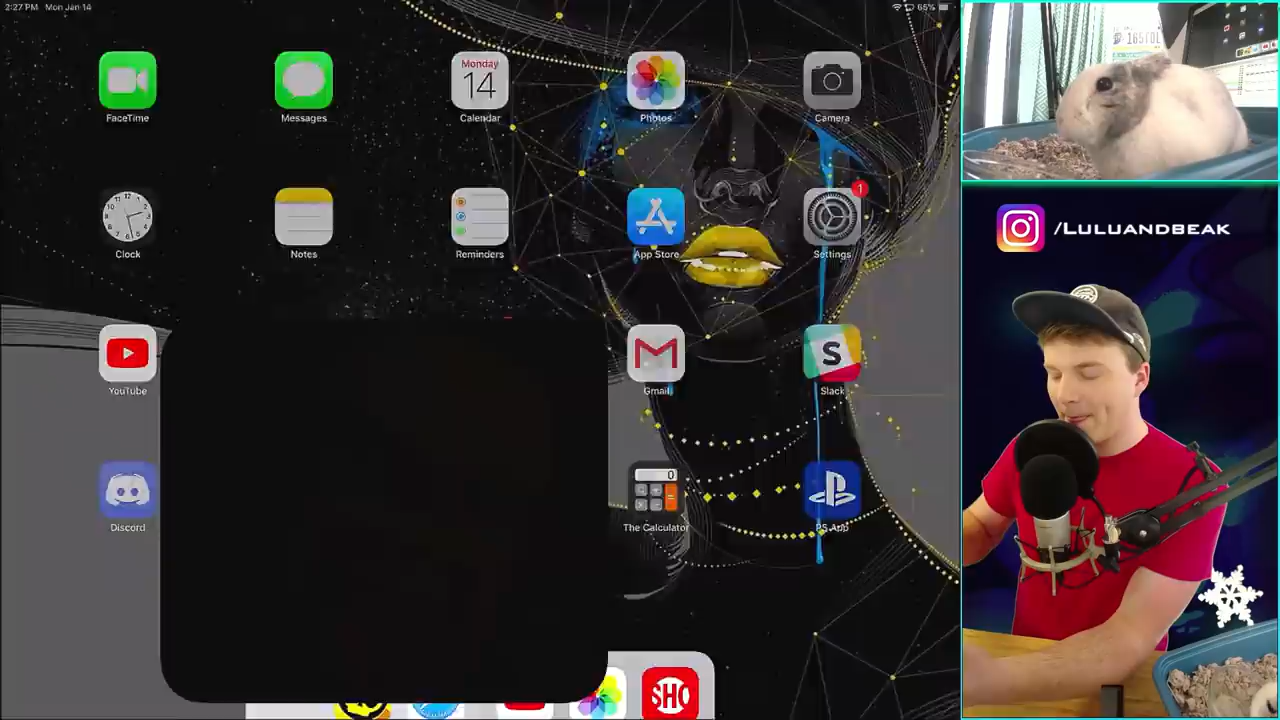 2:27 PM Mon Jan 14
65%
FaceTime
Messages
Monday
14
Calendar
Photos
Camera
Clock
Notes
Reminders
App Store
1
Settings
YouTube
Gmail
S
Slack
Discord
0
The Calculator
PS App
SHO
/Luluandbeak